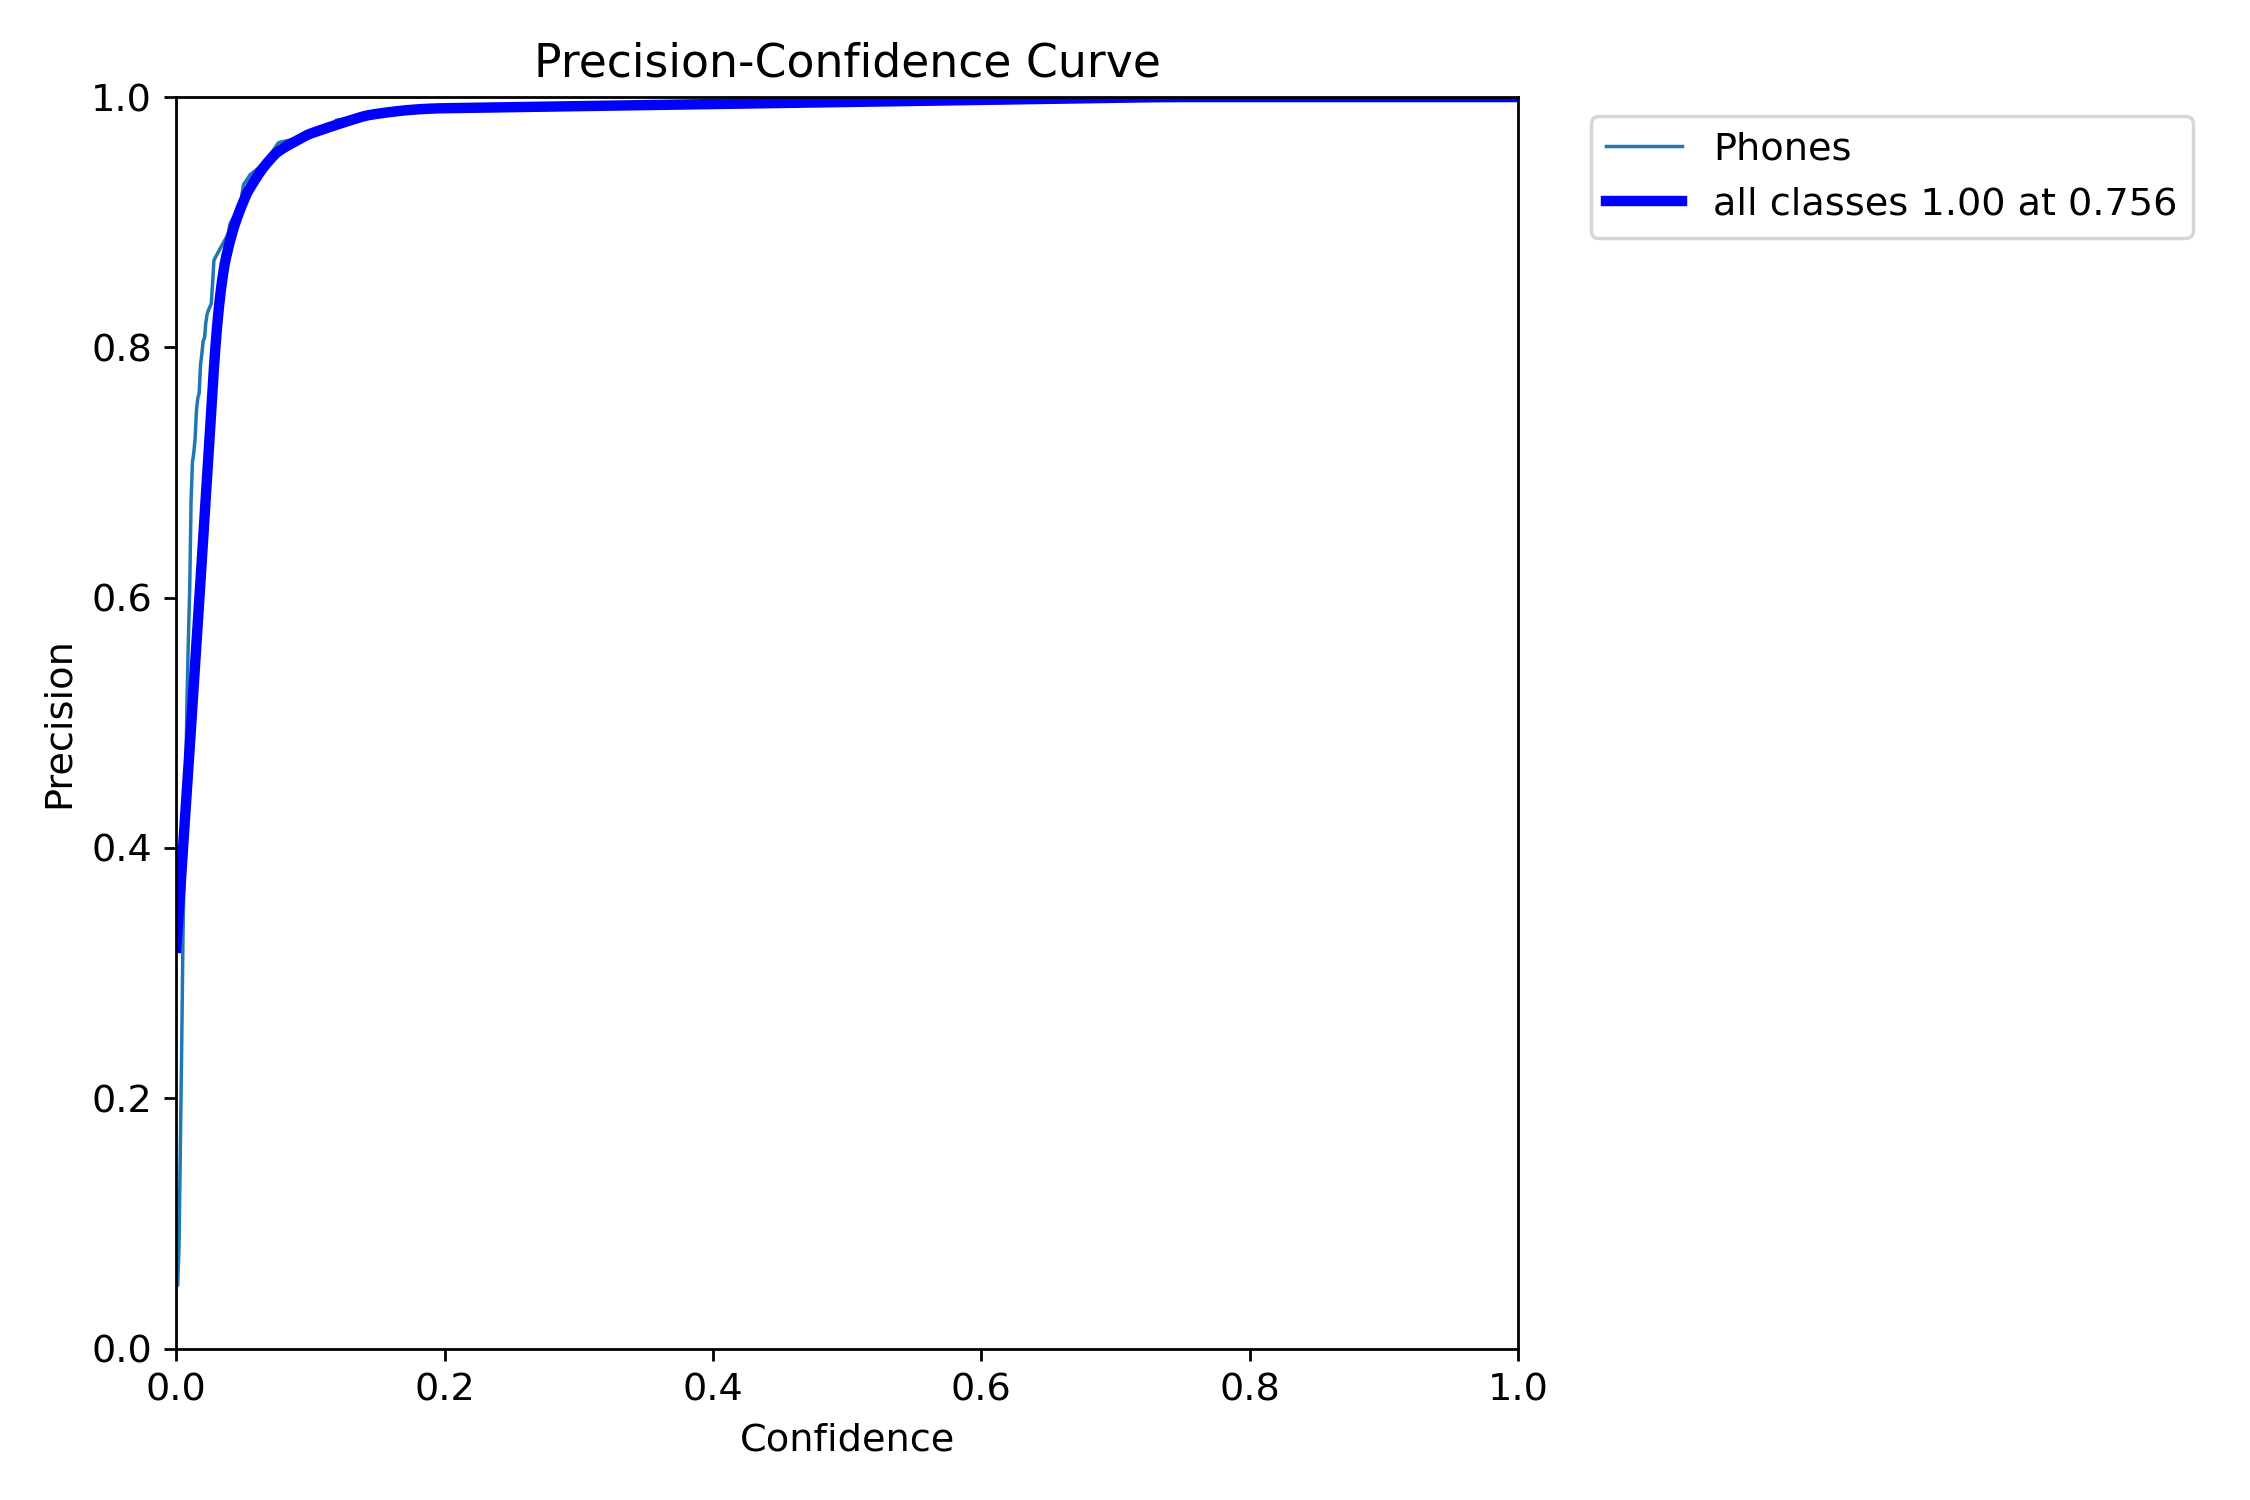 Precision-Confidence Curve
1.0
0.8
0.6
0.4
0.2
0.0
Precision
0.0 0.2 0.4 0.6 0.8 1.0
Confidence
Phones
all classes 1.00 at 0.756